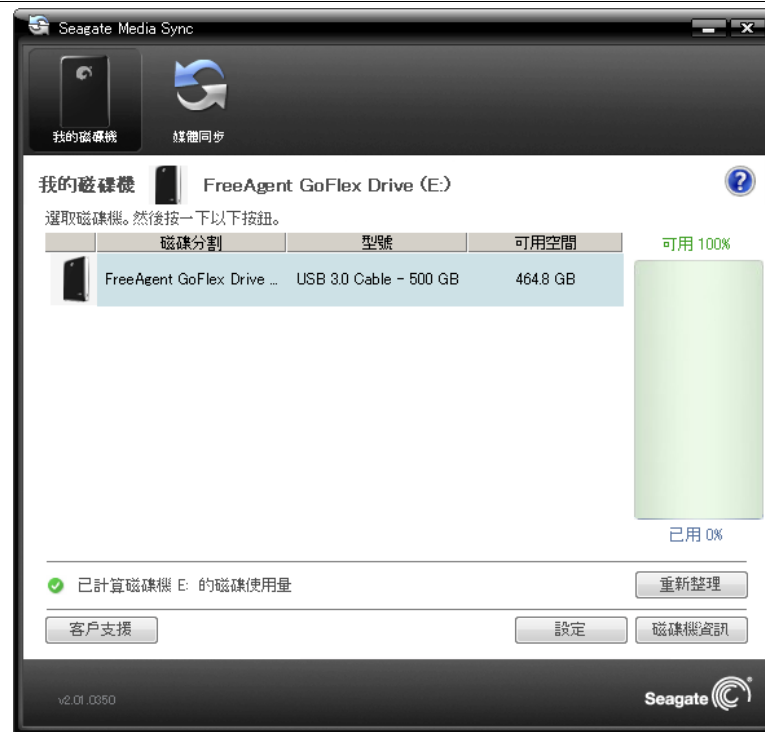 Seagate Media Sync
我的磁碟機
媒體同步
我的磁碟機 FreeAgent GoFlex Drive (E:)
選取磁碟機。然後按一下以下按鈕。
磁碟分割 型號 可用空間 可用 100%
FreeAgent GoFlex Drive ... USB 3.0 Cable - 500 GB 464.8 GB
已用 0%
已計算磁碟機 E: 的磁碟使用量 重新整理
客戶支援 設定 磁碟機資訊
v2.01.0350 Seagate